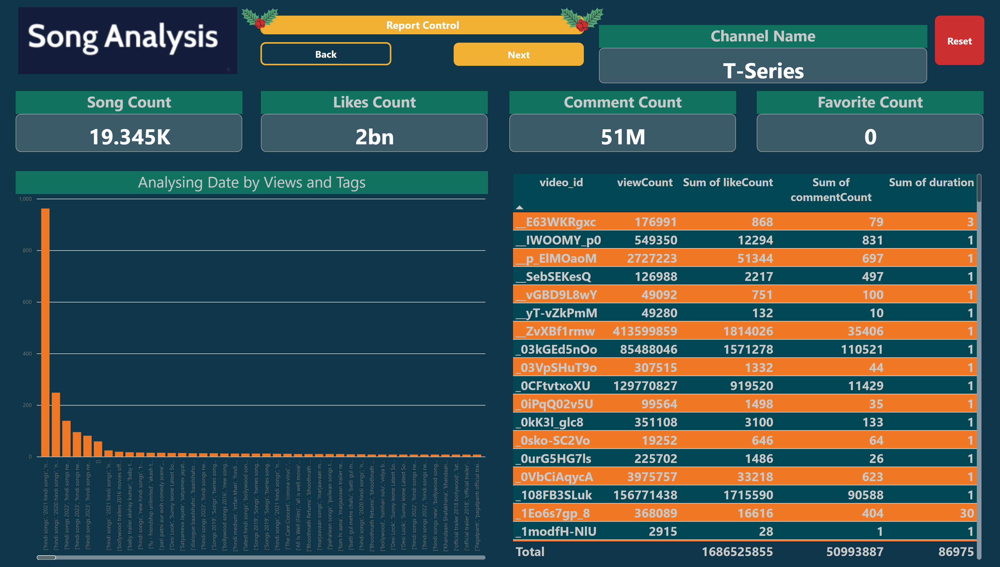 Song Analysis
Report Control
Back
Next
Channel Name
T-Series
Reset
Song Count
19.345K
Likes Count
2bn
Comment Count
51M
Favorite Count
0
Analysing Date by Views and Tags
1,000
800
600
400
200
0
['hindi songs', '2021 hindi songs', 'n...
['hindi songs', '2020 hindi songs', 'n...
['hindi songs 2022', 'hindi songs ne...
['hindi songs 2023', 'hindi songs ne...
['hindi songs 2023', 'hindi songs ne...
[]
['hindi songs', '2021 hindi songs', 'n...
['bollywood trailers 2016 movies off...
['baby trailer akshay kumar', 'baby t...
['hindi songs', 'new hindi songs', 't-...
['fu - friendship unlimited', 'akash t...
['pati patni aur woh comedy scene',...
['Desi Look', 'Sunny leone Latest So...
['Satyameva Jayate', 'satyamev jayat...
['dialogue baadshaho', 'baadshaho ...
['hindi songs 2023', 'hindi songs ne...
['Songs 2019', 'Songs', 'tseries song...
['bollywood songs 2016', 'new song...
['hindi medium', 'irrfan khan', 'hindi ...
['latest hindi songs', 'bollywood son...
['Songs 2019', 'Songs', 'tseries song...
['Songs 2019', 'Songs', 'tseries song...
['hindi songs', '2021 hindi songs', 'n...
['The Care Concert', 'corona virus', '...
['All Is Well (Film)', 'all is well movie'...
['Bhoothnath Returns', 'bhoothnath ...
['marjaavaan songs', 'marjaavaan m...
['pahalwan songs', 'pailwan songs t...
['tum hi aana', 'marjaavaan trailer re...
['batti gul metre chalu', 'batti gul m...
['hindi songs', '2020 hindi songs', 'n...
['Bhoothnath Returns', 'bhoothnath ...
['bollywood', 'tumhari sulu', 'vidya b...
['Desi Look', 'Sunny leone Latest So...
['Desi Look', 'Sunny leone Latest So...
['hindi songs 2022', 'hindi songs ne...
['hindi songs 2022', 'hindi songs ne...
['hindi songs new', 'bollywood song...
['Khandaani Shafakhana', 'khandaan...
['official trailer 2018 bollywood', 'lat...
['official trailer 2018', 'official trailer'...
['Pagalpanti', 'pagalpanti official trai...
video_id viewCount Sum of likeCount Sum of commentCount Sum of duration
__E63WKRgxc 176991 868 79 3
__IWOOMY_p0 549350 12294 831 1
__p_ElMOaoM 2727223 51344 697 1
__SebSEKesQ 126988 2217 497 1
__vGBD9L8wY 49092 751 100 1
__yT-vZkPmM 49280 132 10 1
__ZvXBf1rmw 413599859 1814026 35406 1
_03kGEd5nOo 85488046 1571278 110521 1
_03VpSHuT9o 307515 1332 44 1
_0CFtvtxoXU 129770827 919520 11429 1
_0iPqQ02v5U 99564 1498 35 1
_0kK3l_glc8 351108 3100 133 1
_0sko-SC2Vo 19252 646 64 1
_0urG5HG7ls 225702 1486 26 1
_0VbCiAqycA 3975757 33218 623 1
_108FB3SLuk 156771438 1715590 90588 1
_1Eo6s7gp_8 368089 16616 404 30
_1modfH-NlU 2915 28 1 1
Total 1686525855 50993887 86975